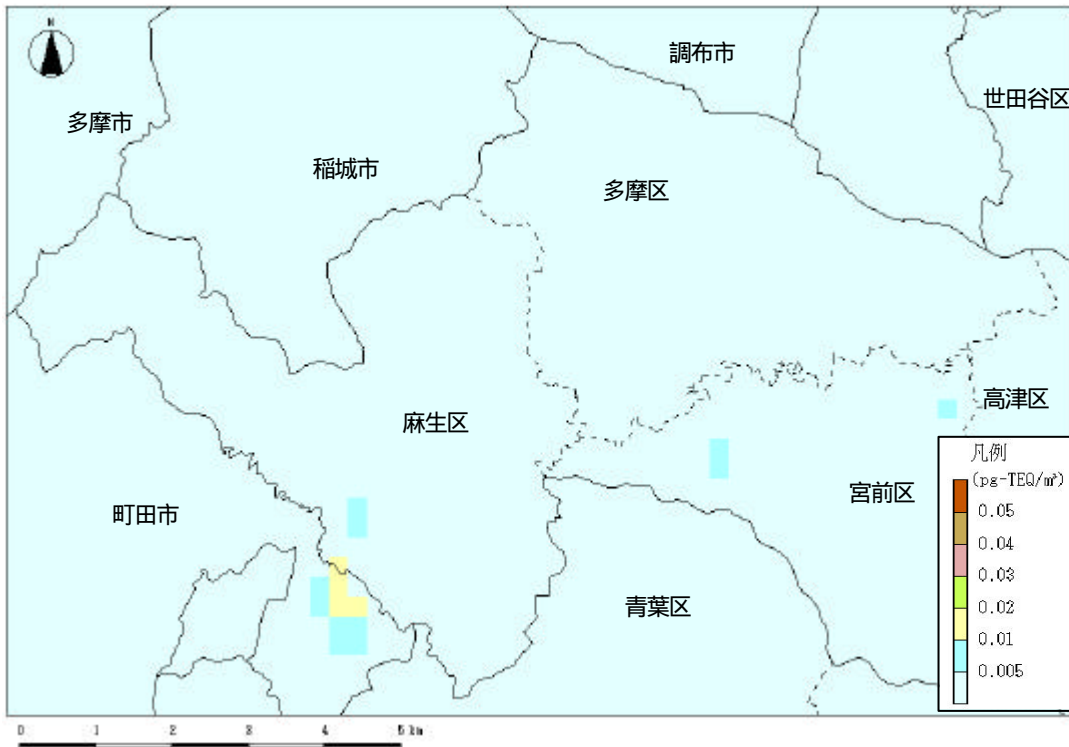 N
調布市
世田谷区
多摩市
稲城市
多摩区
高津区
麻生区
宮前区
町田市
青葉区
凡例
(pg-TEQ/m³)
0.05
0.04
0.03
0.02
0.01
0.005
0 1 2 3 4 5 km